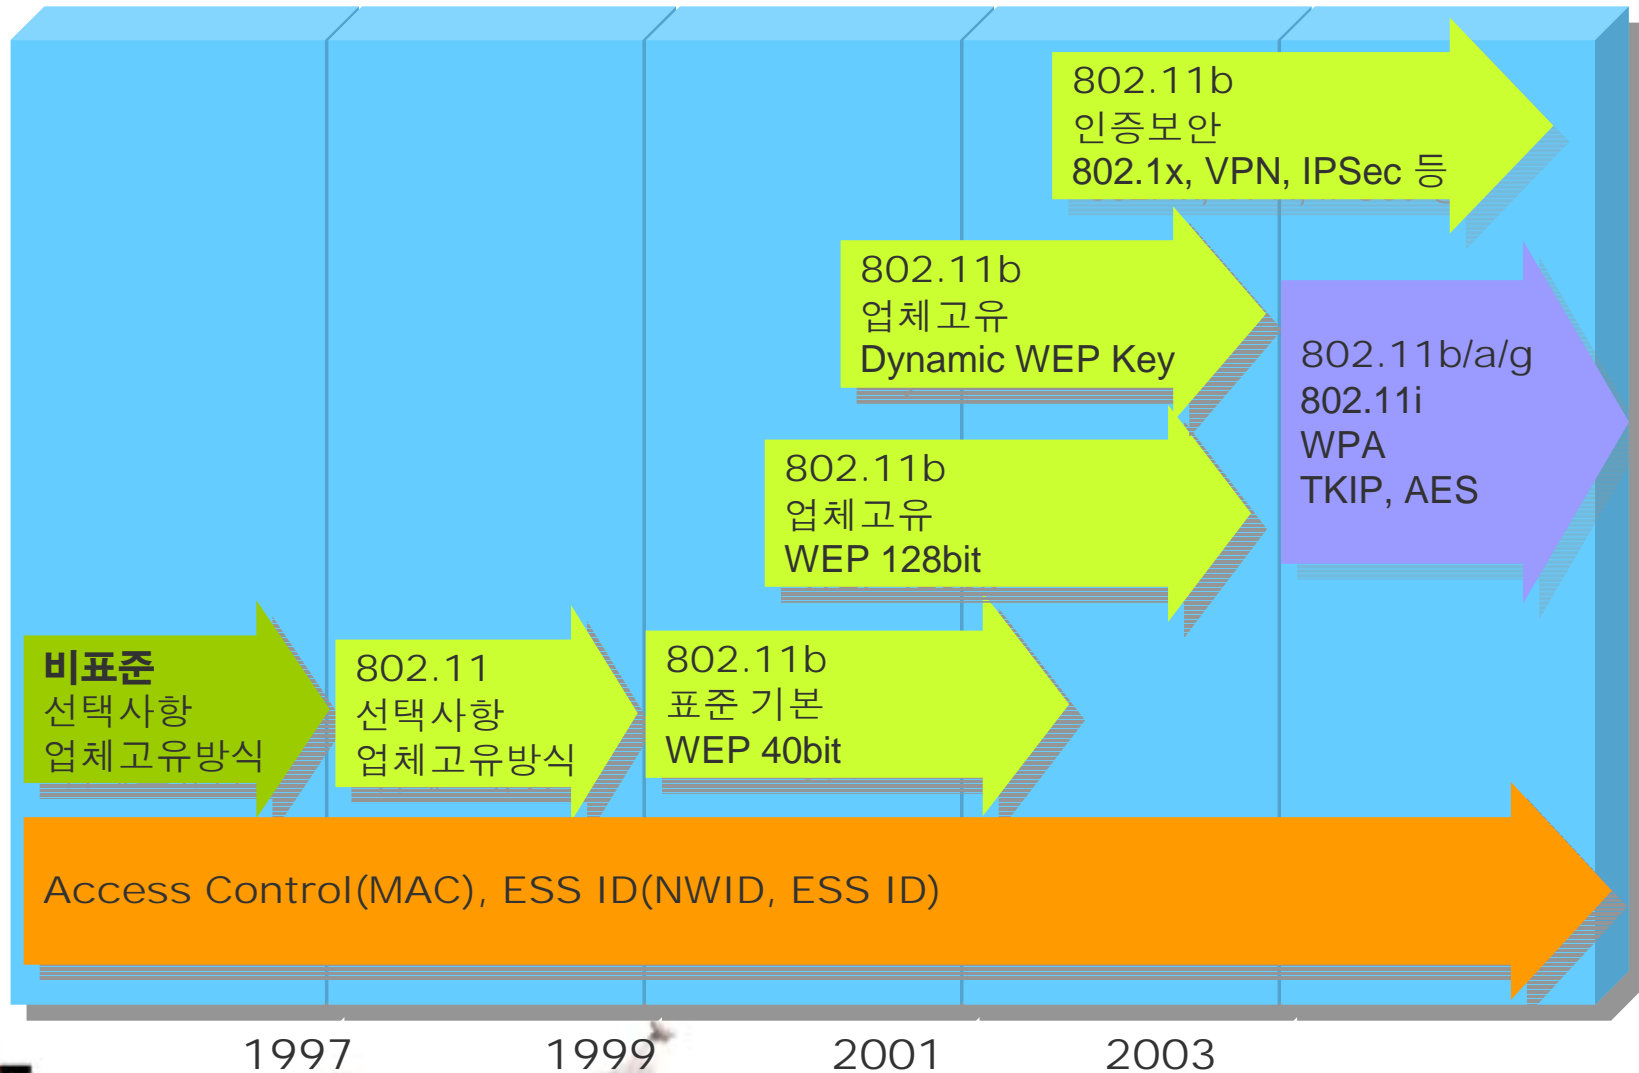 802.11b
인증보안
802.1x, VPN, IPSec 등
802.11b
업체고유
Dynamic WEP Key
802.11b/a/g
802.11i
WPA
TKIP, AES
802.11b
업체고유
WEP 128bit
비표준
선택사항
업체고유방식
802.11
선택사항
업체고유방식
802.11b
표준 기본
WEP 40bit
Access Control(MAC), ESS ID(NWID, ESS ID)
1997 1999 2001 2003